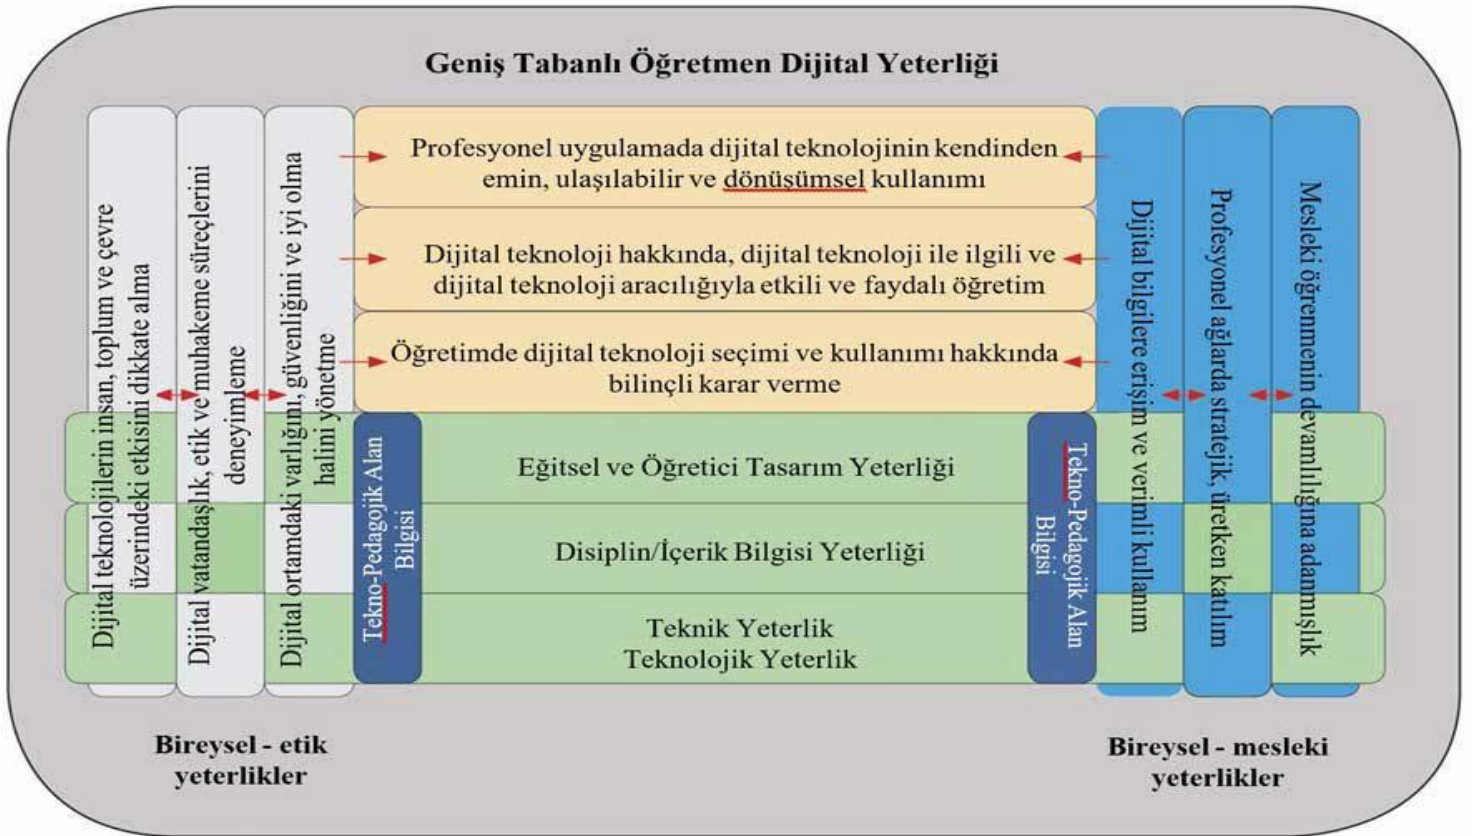 Geniş Tabanlı Öğretmen Dijital Yeterliği
Dijital teknolojilerin insan, toplum ve çevre
üzerindeki etkisini dikkate alma
Dijital vatandaşlık, etik ve muhakeme süreçlerini
deneyimleme
Dijital ortamdaki varlığını, güvenliğini ve iyi olma
halini yönetme
Profesyonel uygulamada dijital teknolojinin kendinden
emin, ulaşılabilir ve dönüşümsel kullanımı
Dijital teknoloji hakkında, dijital teknoloji ile ilgili ve
dijital teknoloji aracılığıyla etkili ve faydalı öğretim
Öğretimde dijital teknoloji seçimi ve kullanımı hakkında
bilinçli karar verme
Tekno-Pedagojik Alan
Bilgisi
Eğitsel ve Öğretici Tasarım Yeterliği
Disiplin/İçerik Bilgisi Yeterliği
Teknik Yeterlik
Teknolojik Yeterlik
Tekno-Pedagojik Alan
Bilgisi
Dijital bilgilere erişim ve verimli kullanım
Profesyonel ağlarda stratejik, üretken katılım
Mesleki öğrenmenin devamlılığına adanmışlık
Bireysel - etik
yeterlikler
Bireysel - mesleki
yeterlikler